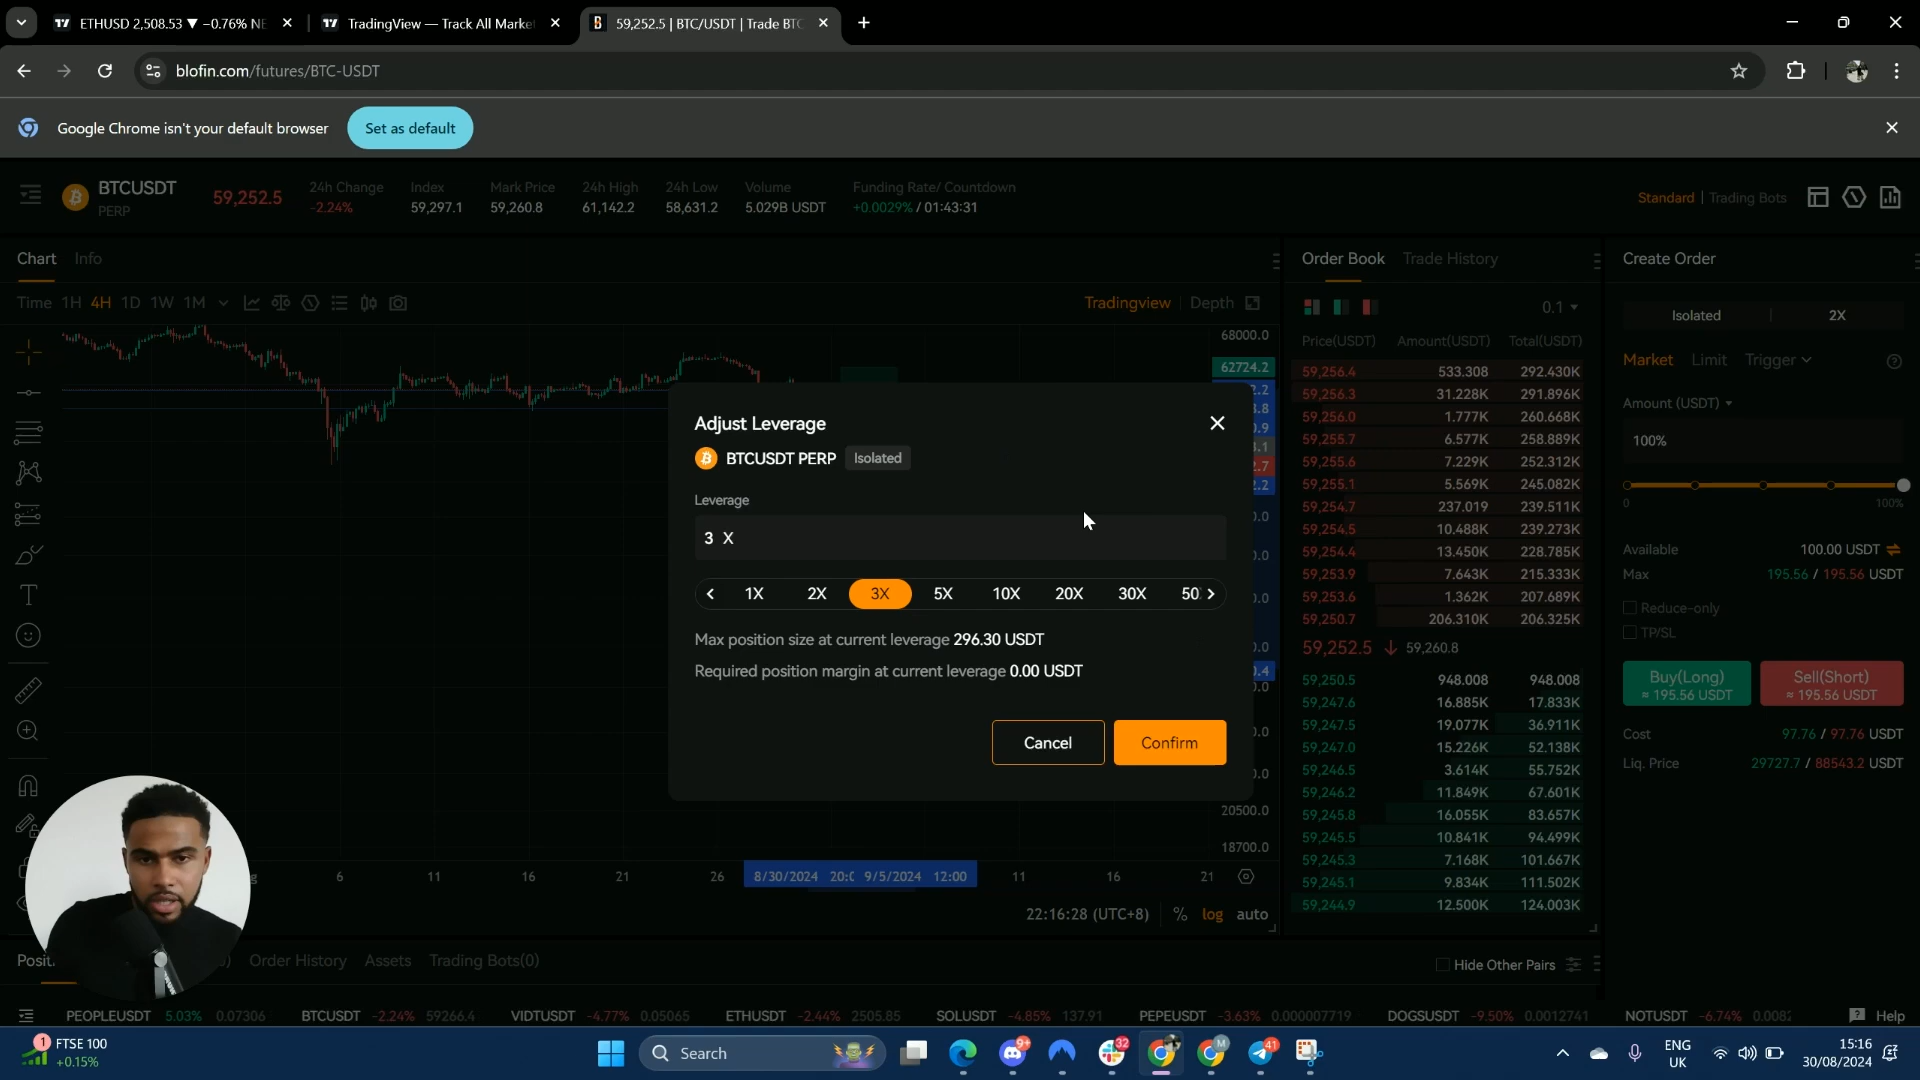 ETHUSD 2,508.53 ▼ −0.76% NE
TradingView — Track All Marke
59,252.5 | BTC/USDT | Trade BTC
blofin.com/futures/BTC-USDT
Google Chrome isn't your default browser
Set as default
BTCUSDT
PERP
59,252.5
24h Change
-2.24%
Index
59,297.1
Mark Price
59,260.8
24h High
61,142.2
24h Low
58,631.2
Volume
5.029B USDT
Funding Rate/ Countdown
+0.0029% / 01:43:31
Standard | Trading Bots
Chart Info
Time 1H 4H 1D 1W 1M
Tradingview Depth
68000.0
62724.2
20500.0
18700.0
6 11 16 21 26
8/30/2024 20:0 9/5/2024 12:00
11 16 21
22:16:28 (UTC+8) % log auto
Adjust Leverage
BTCUSDT PERP Isolated
Leverage
3 X
1X 2X 3X 5X 10X 20X 30X 50
Max position size at current leverage 296.30 USDT
Required position margin at current leverage 0.00 USDT
Cancel Confirm
Order Book Trade History
0.1
Price(USDT) Amount(USDT) Total(USDT)
59,256.4 533.308 292.430K
59,256.3 31.228K 291.896K
59,256.0 1.777K 260.668K
59,255.7 6.577K 258.889K
59,255.6 7.229K 252.312K
59,255.1 5.569K 245.082K
59,254.7 237.019 239.511K
59,254.5 10.488K 239.273K
59,254.4 13.450K 228.785K
59,253.9 7.643K 215.333K
59,253.6 1.362K 207.689K
59,250.7 206.310K 206.325K
59,252.5 ↓ 59,260.8
59,250.5 948.008 948.008
59,247.6 16.885K 17.833K
59,247.5 19.077K 36.911K
59,247.0 15.226K 52.138K
59,246.5 3.614K 55.752K
59,246.2 11.849K 67.601K
59,245.8 16.055K 83.657K
59,245.5 10.841K 94.499K
59,245.3 7.168K 101.667K
59,245.1 9.834K 111.502K
59,244.9 12.500K 124.003K
Create Order
Isolated 2X
Market Limit Trigger
Amount (USDT)
100%
0 100%
Available 100.00 USDT
Max 195.56 / 195.56 USDT
Reduce-only
TP/SL
Buy(Long)
≈ 195.56 USDT
Sell(Short)
≈ 195.56 USDT
Cost 97.76 / 97.76 USDT
Liq. Price 29727.7 / 88543.2 USDT
Posit Order History Assets Trading Bots(0)
Hide Other Pairs
PEOPLEUSDT 5.03% 0.07306 BTCUSDT -2.24% 59266.4 VIDTUSDT -4.77% 0.05065 ETHUSDT -2.44% 2505.85 SOLUSDT -4.85% 137.91 PEPEUSDT -3.63% 0.000007719 DOGSUSDT -9.50% 0.0012741 NOTUSDT -6.74% 0.0082 Help
1 FTSE 100
+0.15%
Search
9+
32
M
41
ENG
UK
15:16
30/08/2024